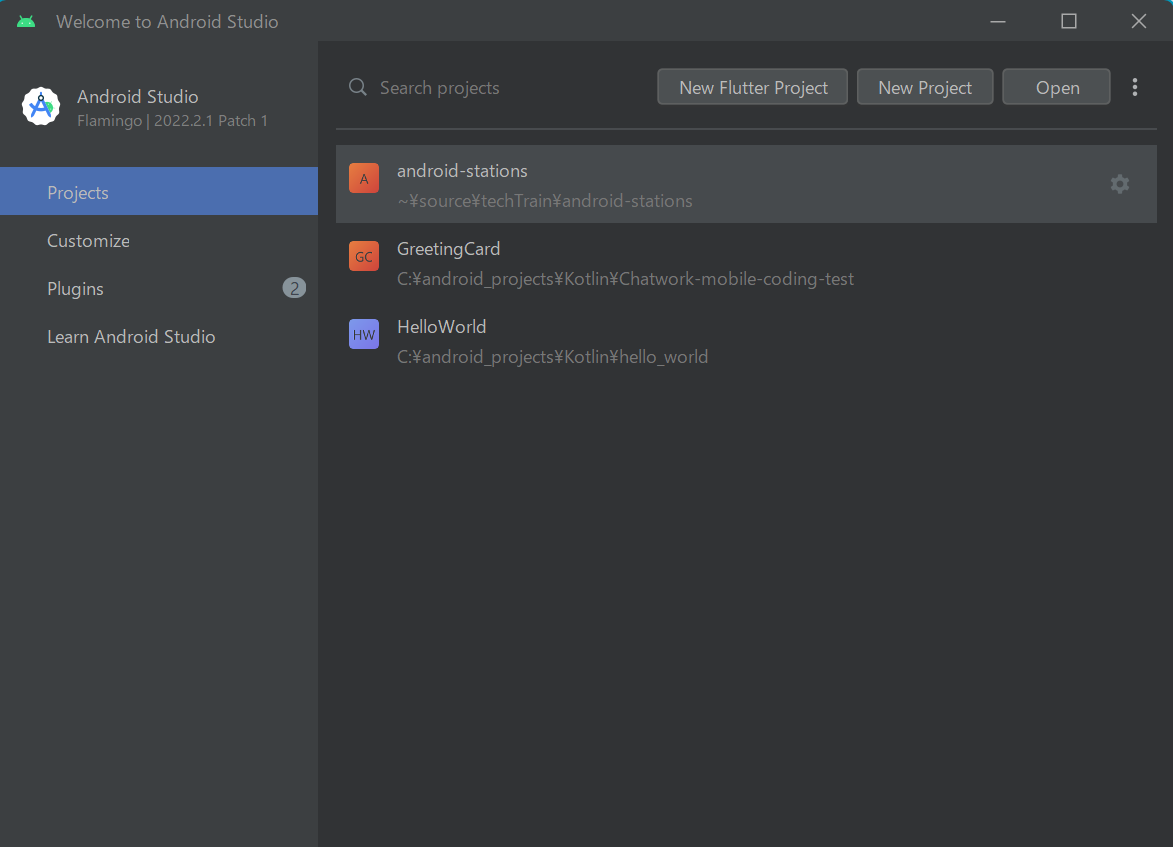 Welcome to Android Studio
Android Studio
Flamingo | 2022.2.1 Patch 1
Projects
Customize
Plugins 2
Learn Android Studio
Search projects
New Flutter Project
New Project
Open
A
android-stations
~¥source¥techTrain¥android-stations
GC
GreetingCard
C:¥android_projects¥Kotlin¥Chatwork-mobile-coding-test
HW
HelloWorld
C:¥android_projects¥Kotlin¥hello_world